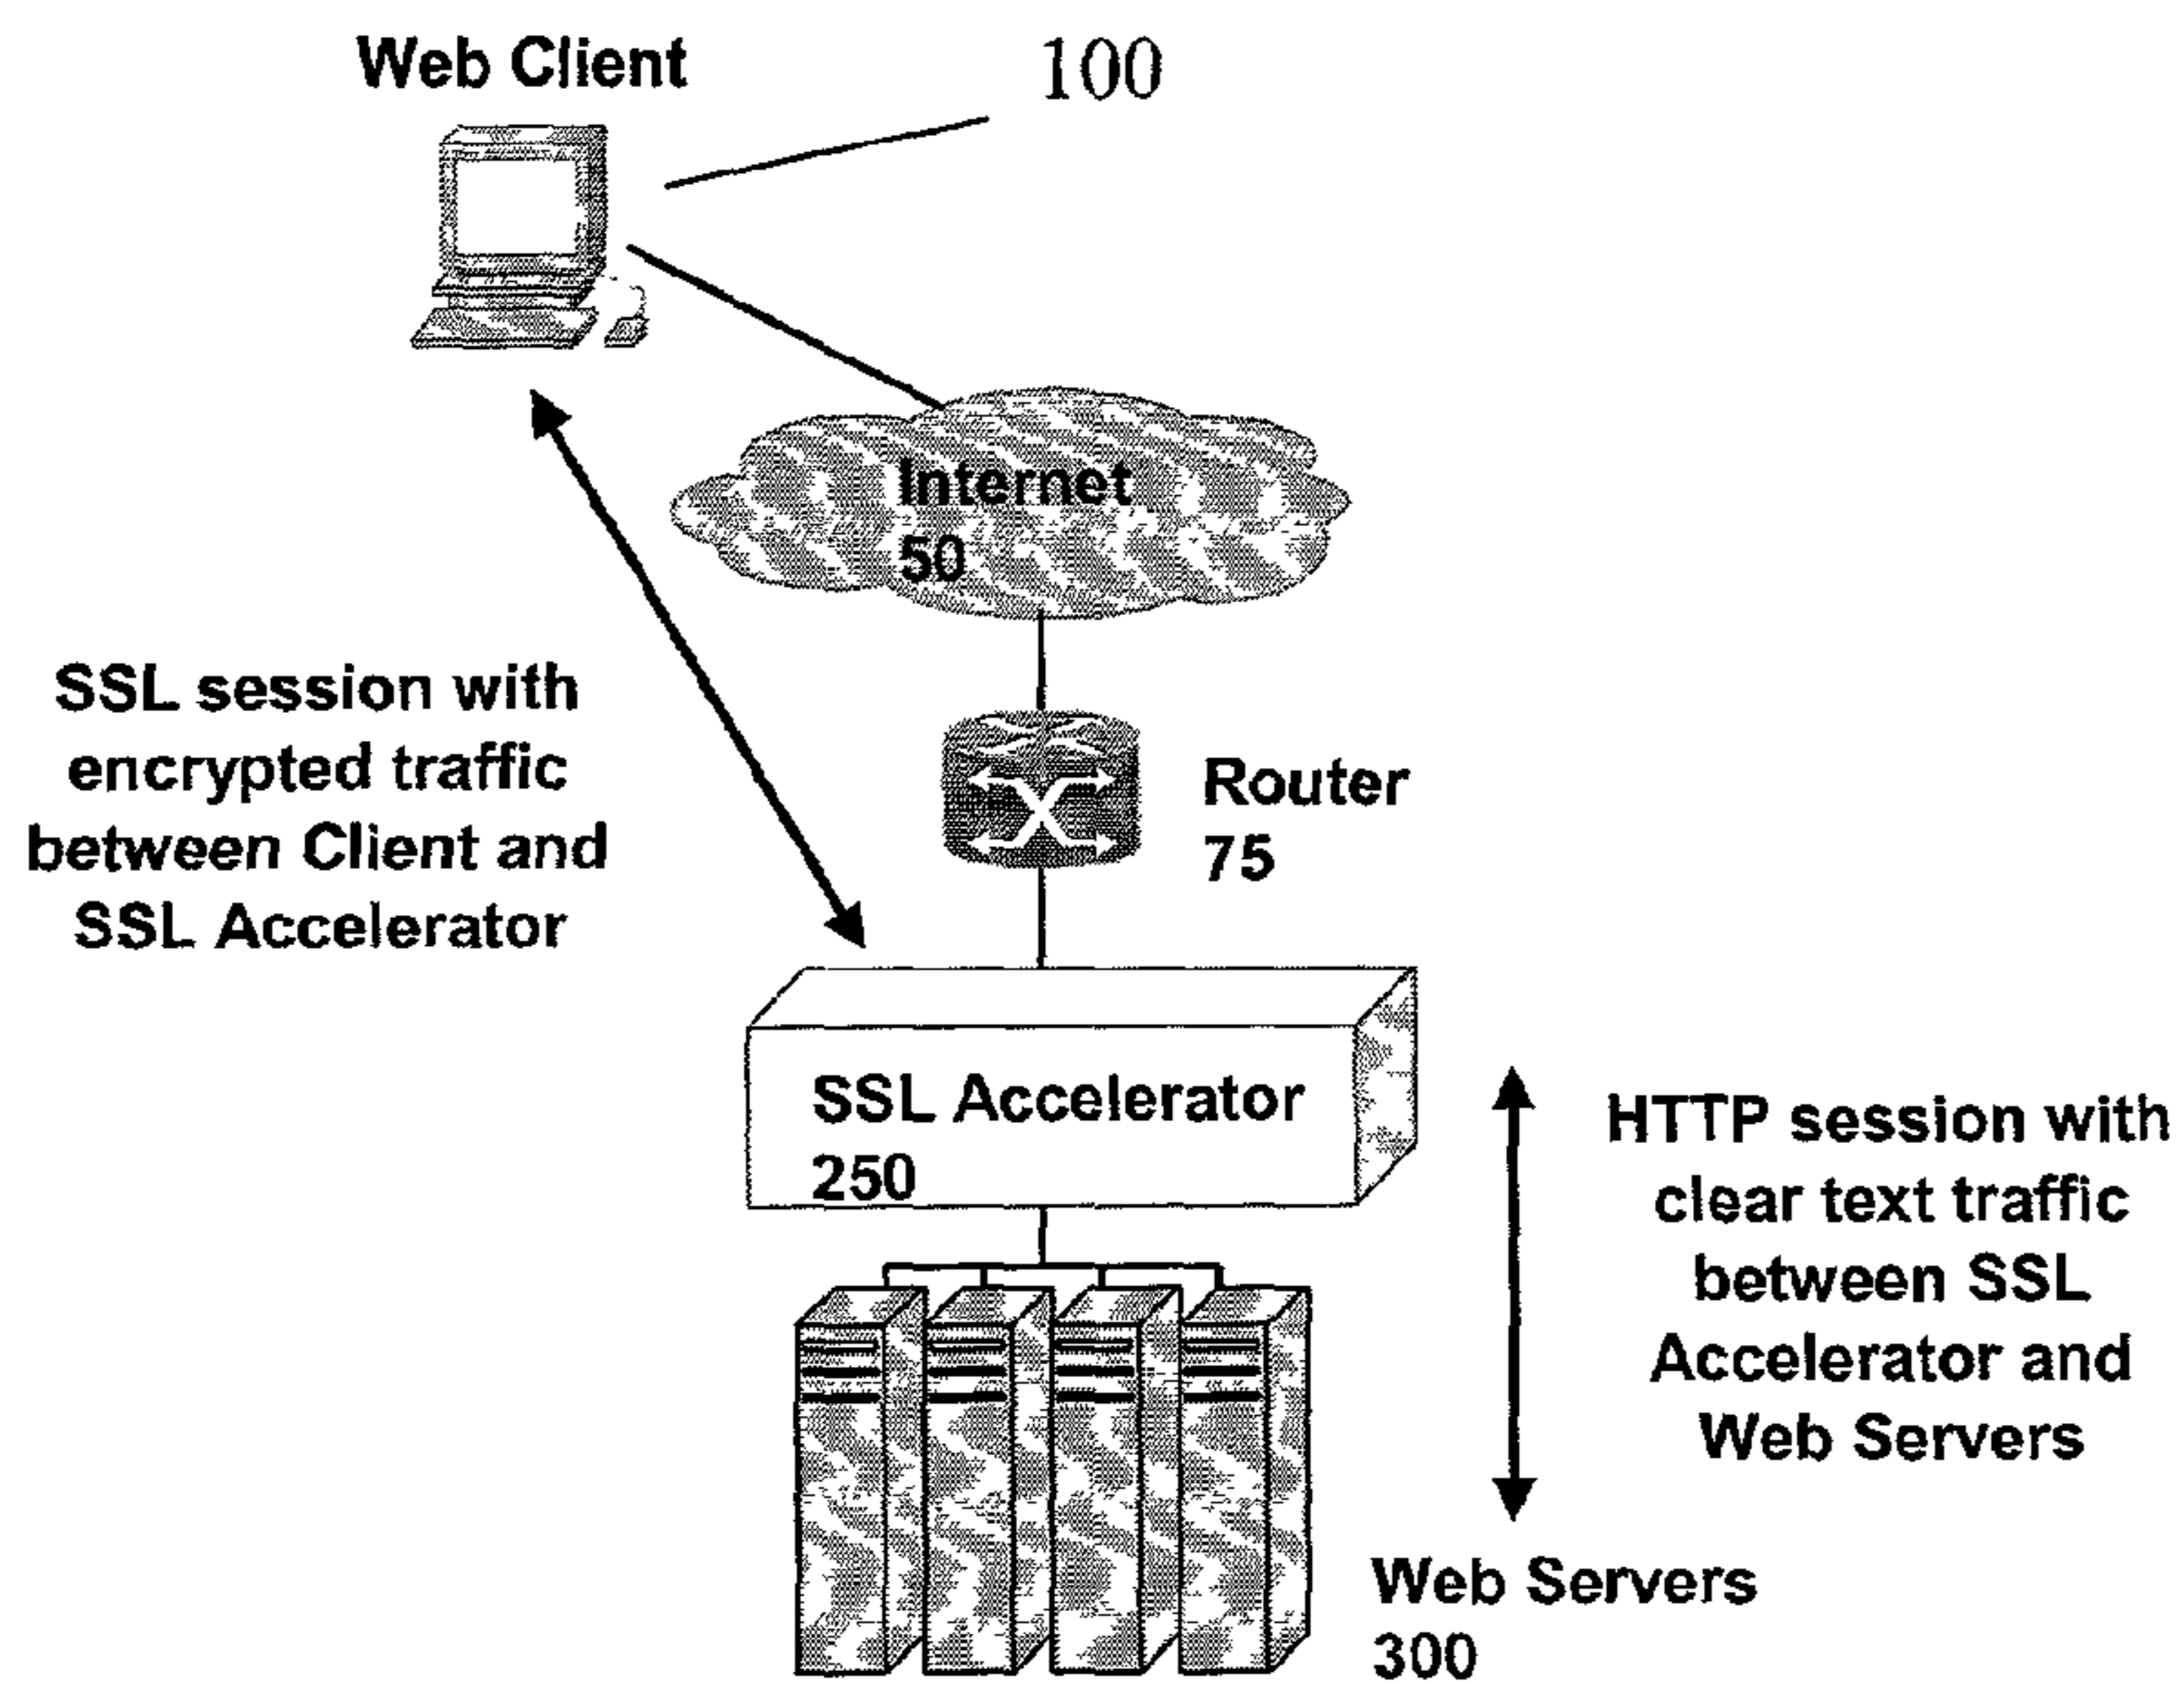 Web Client
100
Internet
50
SSL session with
encrypted traffic
between Client and
SSL Accelerator
Router
75
SSL Accelerator
250
HTTP session with
clear text traffic
between SSL
Accelerator and
Web Servers
Web Servers
300